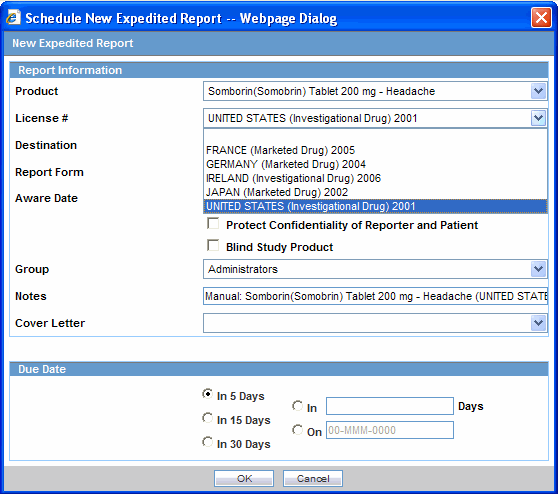 Schedule New Expedited Report -- Webpage Dialog
New Expedited Report
Report Information
Product Somborin(Somobrin) Tablet 200 mg - Headache
License # UNITED STATES (Investigational Drug) 2001
Destination
FRANCE (Marketed Drug) 2005
GERMANY (Marketed Drug) 2004
Report Form
IRELAND (Investigational Drug) 2006
JAPAN (Marketed Drug) 2002
Aware Date
UNITED STATES (Investigational Drug) 2001
Protect Confidentiality of Reporter and Patient
Blind Study Product
Group Administrators
Notes Manual: Somborin(Somobrin) Tablet 200 mg - Headache (UNITED STATE
Cover Letter
Due Date
In 5 Days
In Days
In 15 Days
On 00-MMM-0000
In 30 Days
OK Cancel